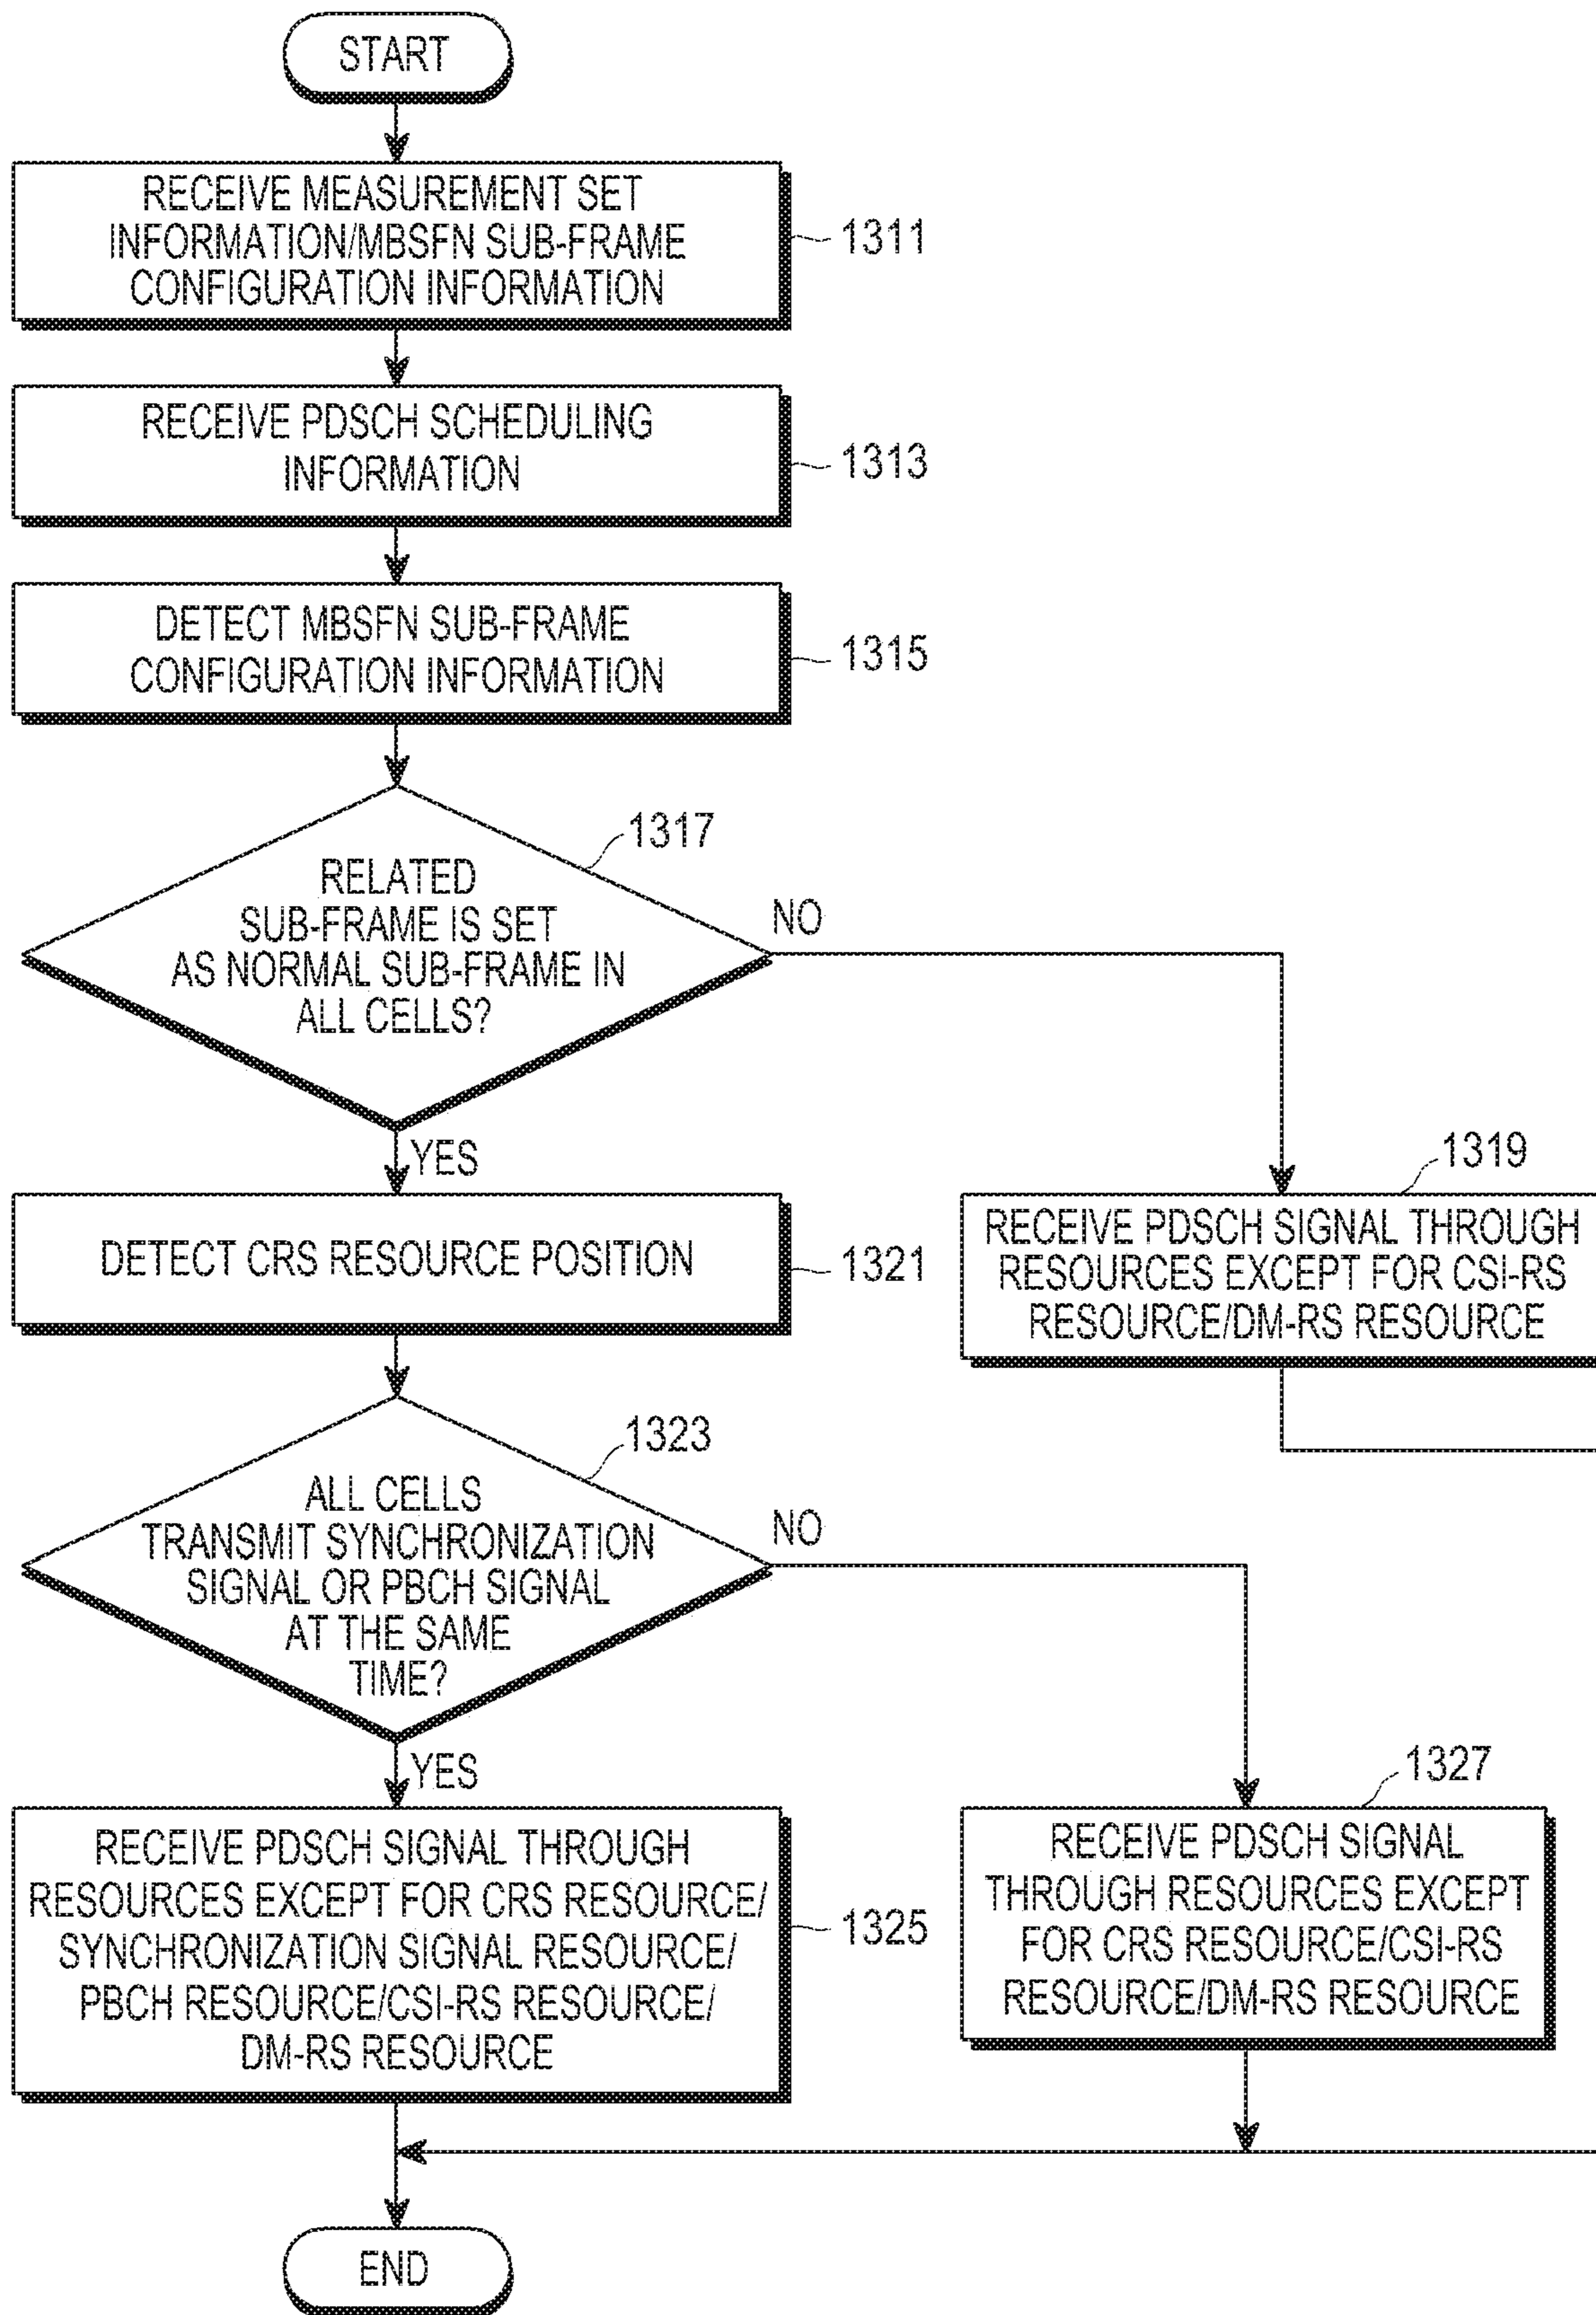 START
RECEIVE MEASUREMENT SET
INFORMATION/MBSFN SUB-FRAME
CONFIGURATION INFORMATION
1311
RECEIVE PDSCH SCHEDULING
INFORMATION
1313
DETECT MBSFN SUB-FRAME
CONFIGURATION INFORMATION
1315
1317
RELATED
SUB-FRAME IS SET
AS NORMAL SUB-FRAME IN
ALL CELLS?
NO
YES
1319
RECEIVE PDSCH SIGNAL THROUGH
RESOURCES EXCEPT FOR CSI-RS
RESOURCE/DM-RS RESOURCE
DETECT CRS RESOURCE POSITION
1321
1323
ALL CELLS
TRANSMIT SYNCHRONIZATION
SIGNAL OR PBCH SIGNAL
AT THE SAME
TIME?
NO
YES
RECEIVE PDSCH SIGNAL THROUGH
RESOURCES EXCEPT FOR CRS RESOURCE/
SYNCHRONIZATION SIGNAL RESOURCE/
PBCH RESOURCE/CSI-RS RESOURCE/
DM-RS RESOURCE
1325
1327
RECEIVE PDSCH SIGNAL
THROUGH RESOURCES EXCEPT
FOR CRS RESOURCE/CSI-RS
RESOURCE/DM-RS RESOURCE
END